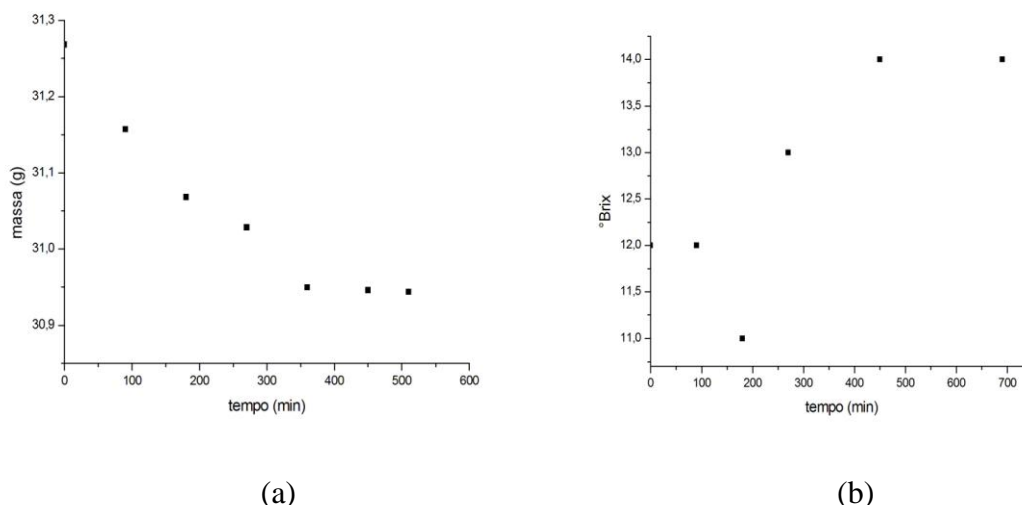 31,3
31,2
31,1
31,0
30,9
massa (g)
0 100 200 300 400 500 600
tempo (min)
(a)
14,0
13,5
13,0
12,5
12,0
11,5
11,0
°Brix
0 100 200 300 400 500 600 700
tempo (min)
(b)